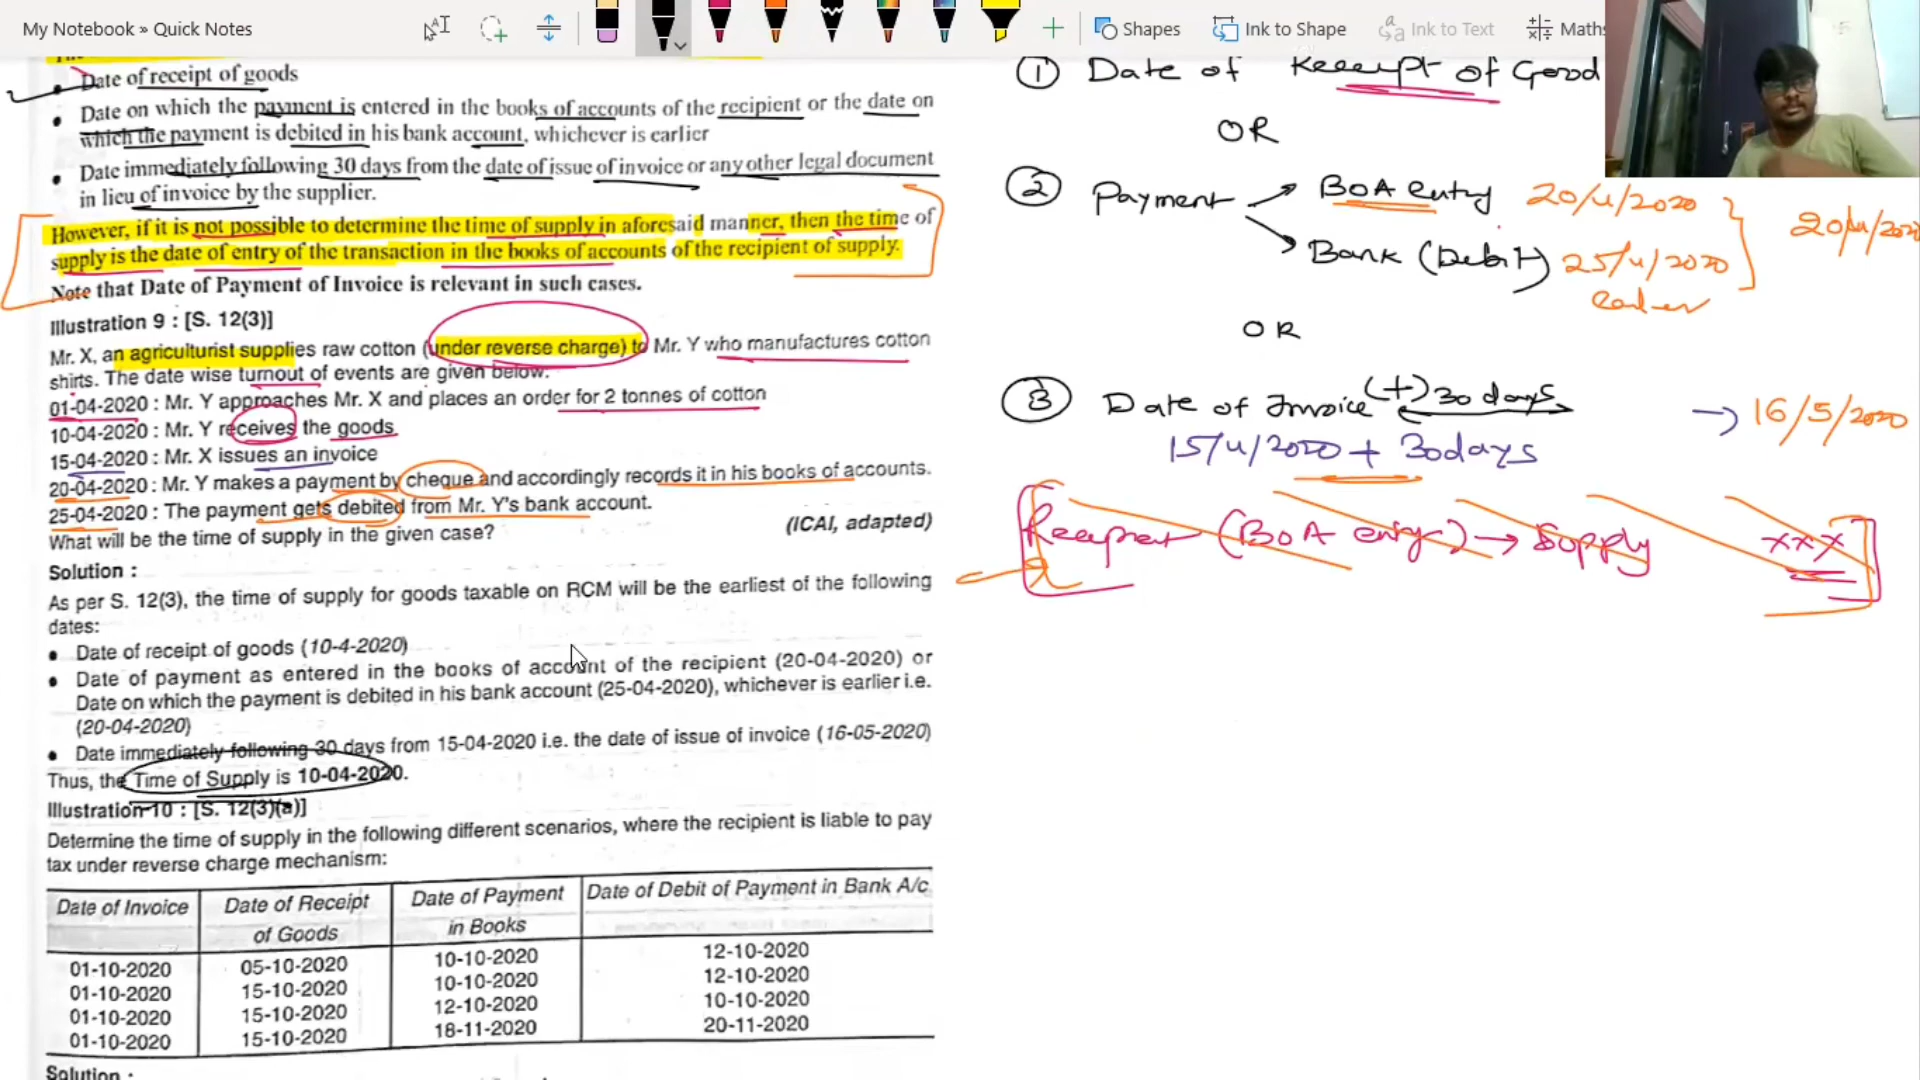 My Notebook » Quick Notes
Shapes
Ink to Shape
Ink to Text
Maths
• Date of receipt of goods
• Date on which the payment is entered in the books of accounts of the recipient or the date on
which the payment is debited in his bank account, whichever is earlier
• Date immediately following 30 days from the date of issue of invoice or any other legal document
in lieu of invoice by the supplier.
However, if it is not possible to determine the time of supply in aforesaid manner, then the time of
supply is the date of entry of the transaction in the books of accounts of the recipient of supply.
Note that Date of Payment of Invoice is relevant in such cases.
Illustration 9 : [S. 12(3)]
Mr. X, an agriculturist supplies raw cotton (under reverse charge) to Mr. Y who manufactures cotton
shirts. The date wise turnout of events are given below:
01-04-2020 : Mr. Y approaches Mr. X and places an order for 2 tonnes of cotton
10-04-2020 : Mr. Y receives the goods
15-04-2020 : Mr. X issues an invoice
20-04-2020 : Mr. Y makes a payment by cheque and accordingly records it in his books of accounts.
25-04-2020 : The payment gets debited from Mr. Y's bank account.
(ICAI, adapted)
What will be the time of supply in the given case?
Solution :
As per S. 12(3), the time of supply for goods taxable on RCM will be the earliest of the following
dates:
• Date of receipt of goods (10-4-2020)
• Date of payment as entered in the books of account of the recipient (20-04-2020) or
Date on which the payment is debited in his bank account (25-04-2020), whichever is earlier i.e.
(20-04-2020)
• Date immediately following 30 days from 15-04-2020 i.e. the date of issue of invoice (16-05-2020)
Thus, the Time of Supply is 10-04-2020.
Illustration 10 : [S. 12(3)(a)]
Determine the time of supply in the following different scenarios, where the recipient is liable to pay
tax under reverse charge mechanism:
Date of Invoice Date of Receipt of Goods Date of Payment in Books Date of Debit of Payment in Bank A/c
01-10-2020 05-10-2020 10-10-2020 12-10-2020
01-10-2020 15-10-2020 10-10-2020 12-10-2020
01-10-2020 15-10-2020 12-10-2020 10-10-2020
01-10-2020 15-10-2020 18-11-2020 20-11-2020
Solution :
① Date of Receipt of Good
OR
② Payment → BOA entry 20/4/2020
20/4/2020
→ Bank (Debit) 25/4/2020
OR
③ Date of Invoice (+) 30 days → 16/5/2020
15/4/2020 + 30days
(BOA entry) → Supply xxx